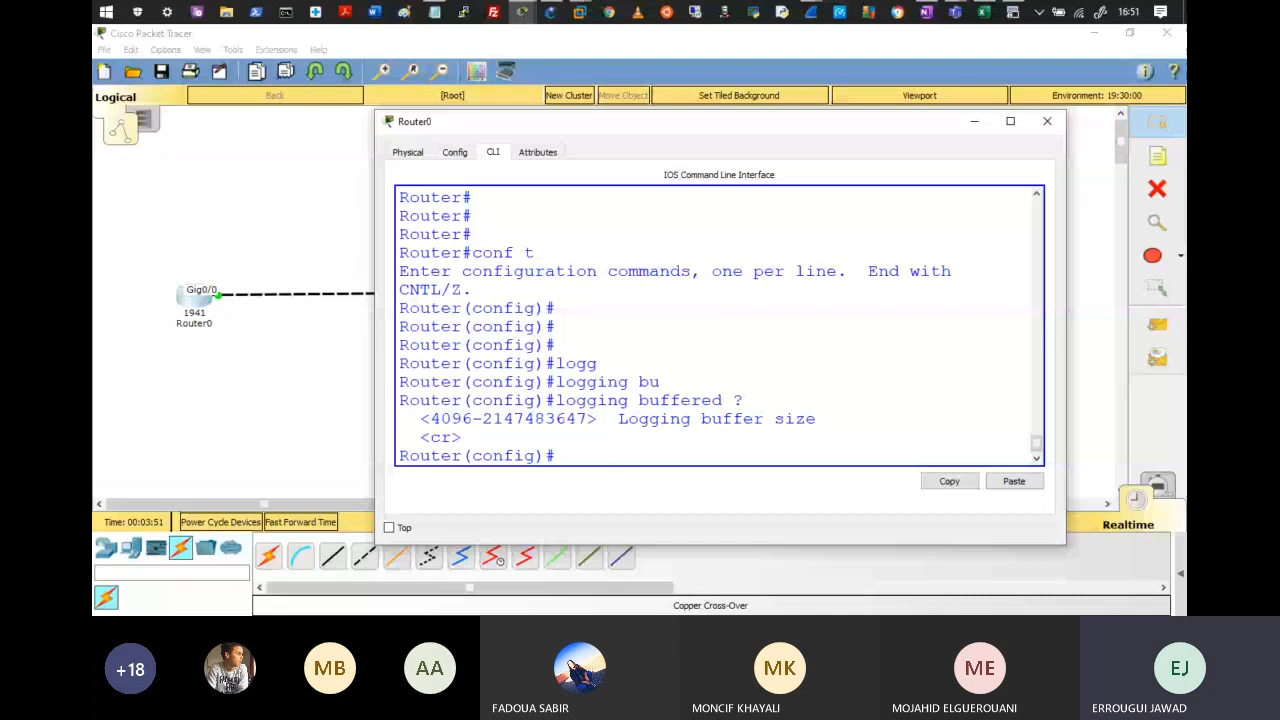 16:51
Cisco Packet Tracer
File Edit Options View Tools Extensions Help
Logical
Back
[Root]
New Cluster
Move Object
Set Tiled Background
Viewport
Environment: 19:30:00
Router0
Physical
Config
CLI
Attributes
IOS Command Line Interface
Router#
Router#
Router#
Router#conf t
Enter configuration commands, one per line.  End with
CNTL/Z.
Router(config)#
Router(config)#
Router(config)#
Router(config)#logg
Router(config)#logging bu
Router(config)#logging buffered ?
<4096-2147483647>  Logging buffer size
<cr>
Router(config)#
Copy
Paste
Top
Gig0/0
1941
Router0
Time: 00:03:51
Power Cycle Devices
Fast Forward Time
Realtime
Copper Cross-Over
+18
MB
AA
MK
ME
EJ
FADOUA SABIR
MONCIF KHAYALI
MOJAHID ELGUEROUANI
ERROUGUI JAWAD